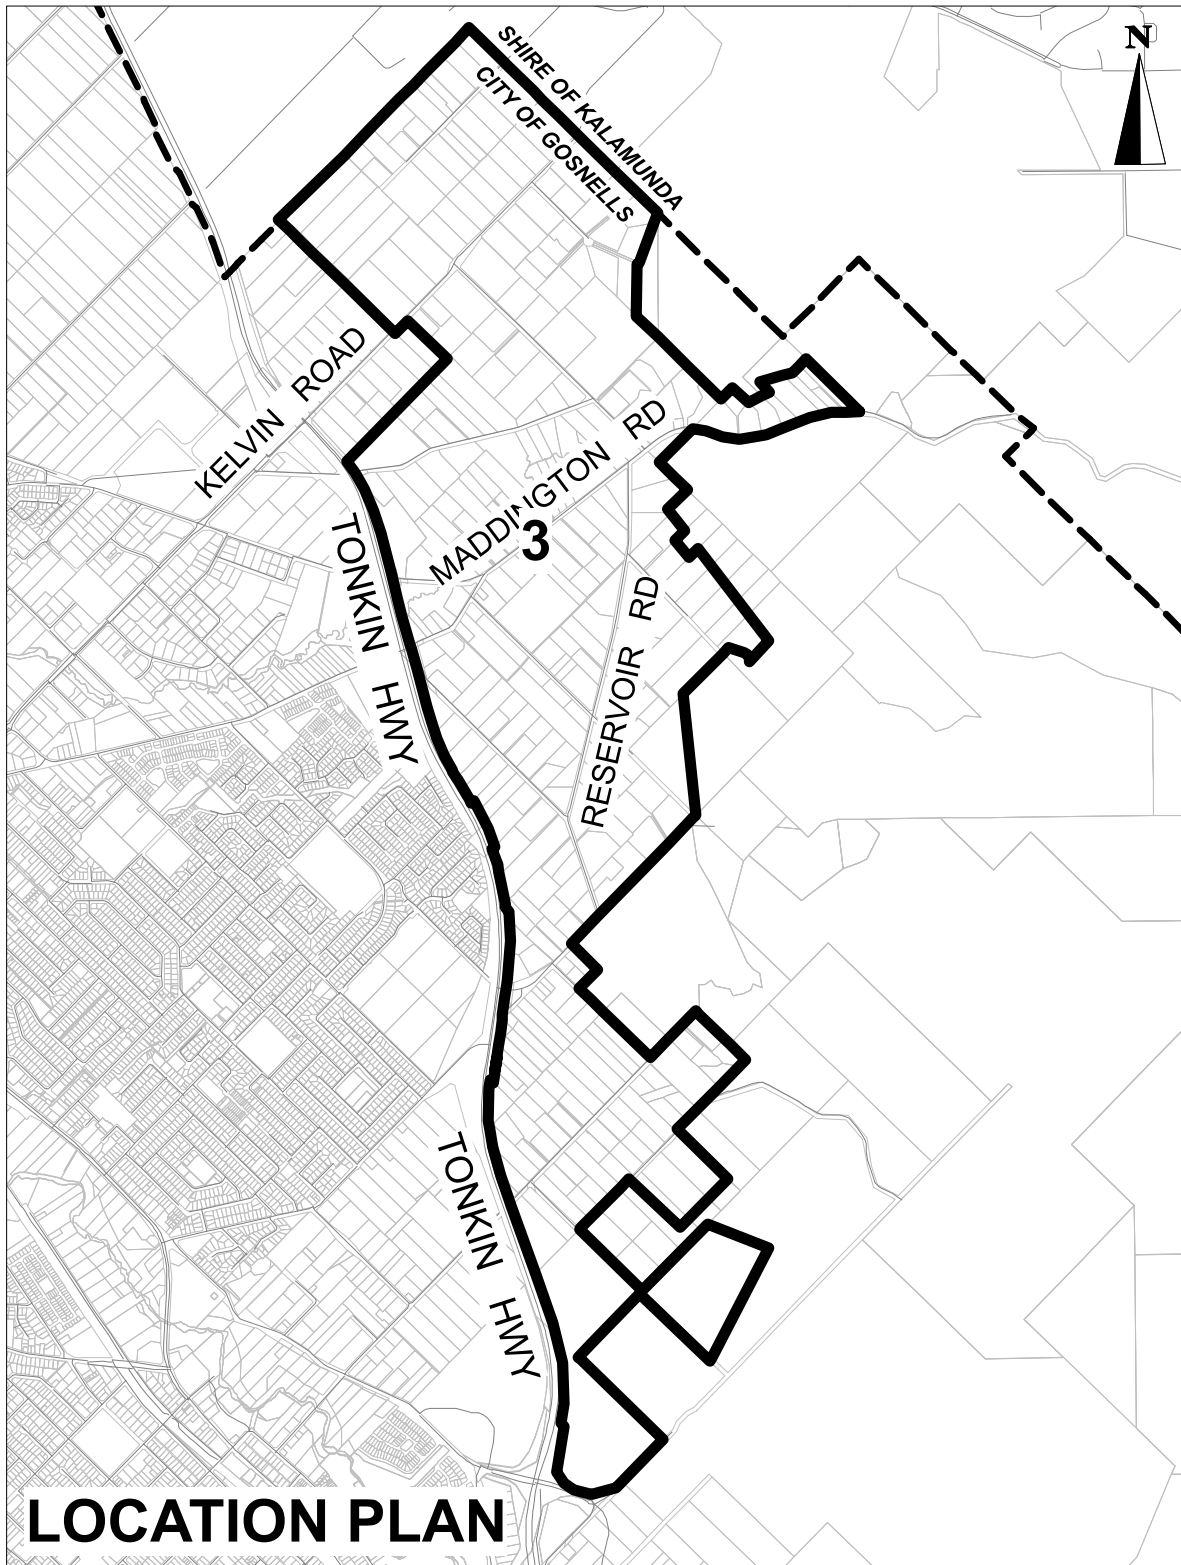 N
SHIRE OF KALAMUNDA
CITY OF GOSNELLS
KELVIN ROAD
MADDINGTON RD
3
TONKIN HWY
RESERVOIR RD
TONKIN HWY
LOCATION PLAN